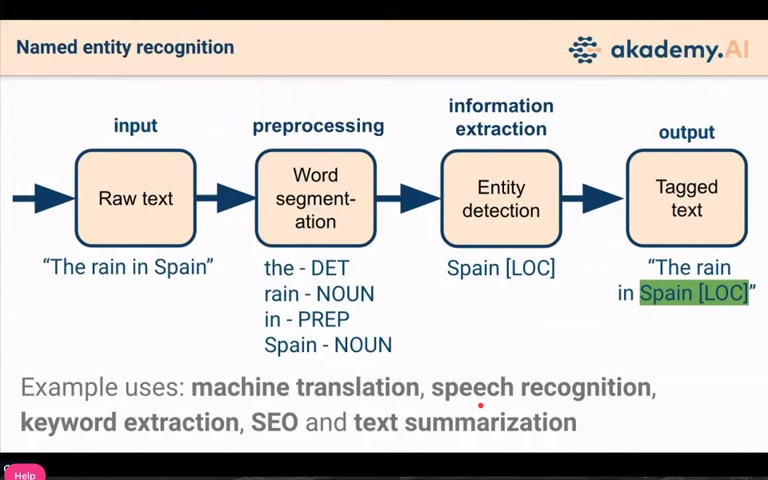 Named entity recognition
akademy.AI
input
preprocessing
information
extraction
output
Raw text
Word
segment-
ation
Entity
detection
Tagged
text
“The rain in Spain”
the - DET
rain - NOUN
in - PREP
Spain - NOUN
Spain [LOC]
“The rain
in Spain [LOC]”
Example uses: machine translation, speech recognition,
keyword extraction, SEO and text summarization
Help